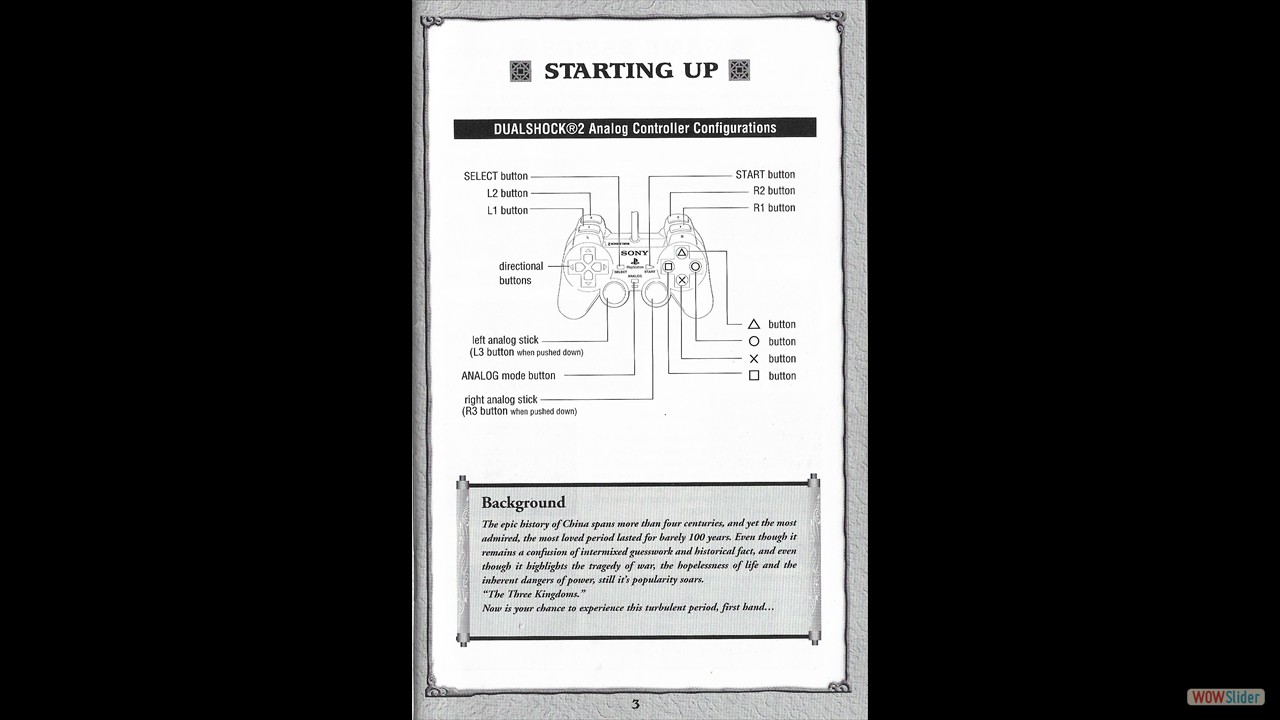 STARTING UP
DUALSHOCK®2 Analog Controller Configurations
SELECT button
START button
L2 button
R2 button
L1 button
R1 button
SONY
PlayStation
SELECT
START
ANALOG
directional
buttons
△ button
○ button
✕ button
□ button
left analog stick
(L3 button when pushed down)
ANALOG mode button
right analog stick
(R3 button when pushed down)
Background
The epic history of China spans more than four centuries, and yet the most
admired, the most loved period lasted for barely 100 years. Even though it
remains a confusion of intermixed guesswork and historical fact, and even
though it highlights the tragedy of war, the hopelessness of life and the
inherent dangers of power, still it's popularity soars.
“The Three Kingdoms.”
Now is your chance to experience this turbulent period, first hand…
3
WOWSlider